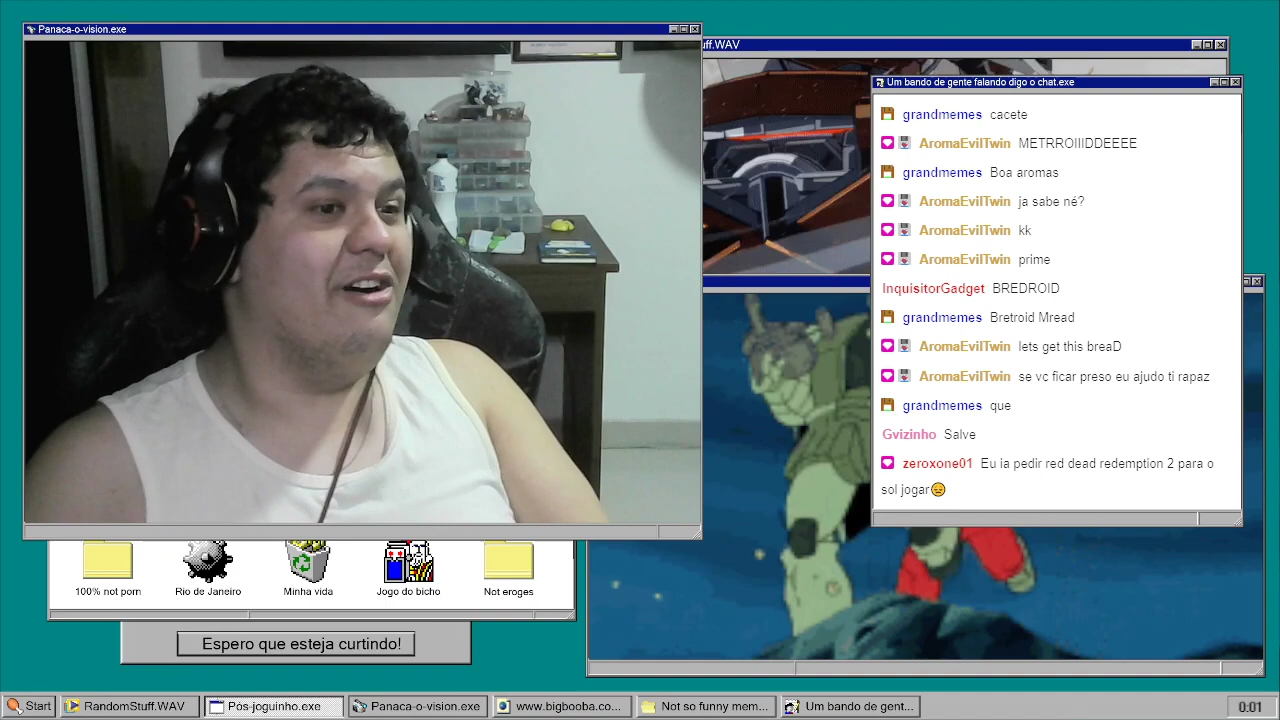 Panaca-o-vision.exe
uff.WAV
Um bando de gente falando digo o chat.exe
grandmemes cacete
AromaEvilTwin METRROIIIDDEEEE
grandmemes Boa aromas
AromaEvilTwin ja sabe né?
AromaEvilTwin kk
AromaEvilTwin prime
InquisitorGadget BREDROID
grandmemes Bretroid Mread
AromaEvilTwin lets get this breaD
AromaEvilTwin se vc ficar preso eu ajudo ti rapaz
grandmemes que
Gvizinho Salve
zeroxone01 Eu ia pedir red dead redemption 2 para o
sol jogar😑
100% not porn
Rio de Janeiro
Minha vida
Jogo do bicho
Not eroges
Espero que esteja curtindo!
Start
randomStuff.WAV
Pós-joguinho.exe
Panaca-o-vision.exe
www.bigbooba.co...
Not so funny mem...
Um bando de gent...
0:01